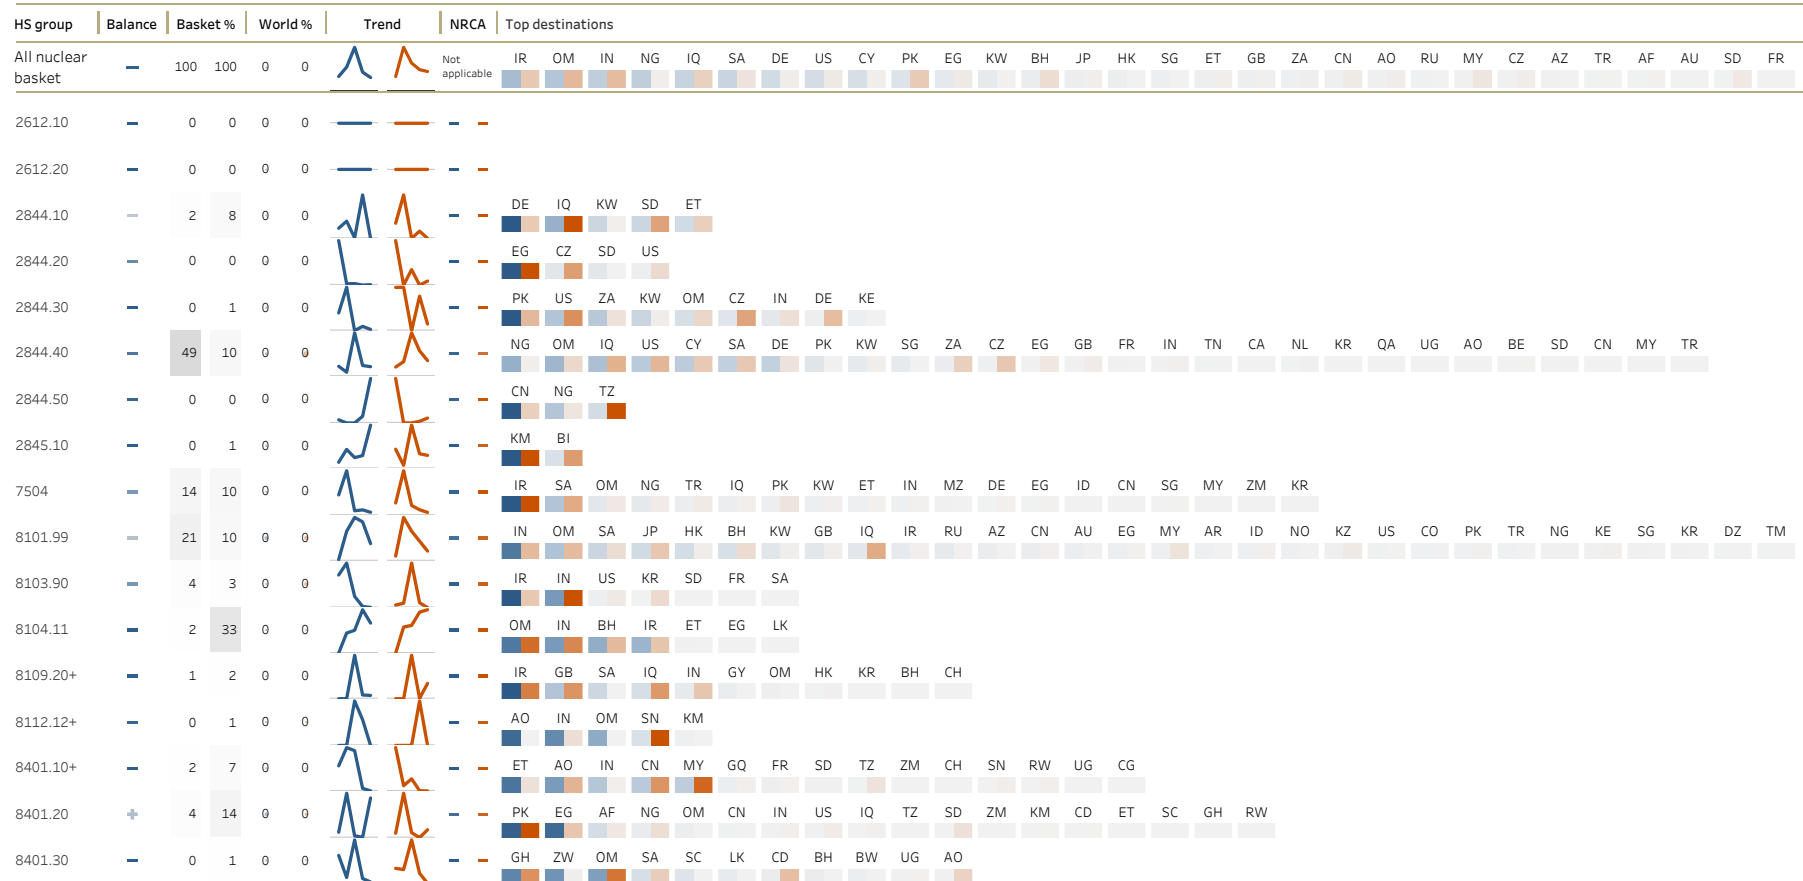 HS group Balance Basket % World % Trend NRCA Top destinations
All nuclear basket 100 100 0 0 Not applicable IR OM IN NG IQ SA DE US CY PK EG KW BH JP HK SG ET GB ZA CN AO RU MY CZ AZ TR AF AU SD FR
2612.10 0 0 0 0
2612.20 0 0 0 0
2844.10 2 8 0 0 DE IQ KW SD ET
2844.20 0 0 0 0 EG CZ SD US
2844.30 0 1 0 0 PK US ZA KW OM CZ IN DE KE
2844.40 49 10 0 0 NG OM IQ US CY SA DE PK KW SG ZA CZ EG GB FR IN TN CA NL KR QA UG AO BE SD CN MY TR
2844.50 0 0 0 0 CN NG TZ
2845.10 0 1 0 0 KM BI
7504 14 10 0 0 IR SA OM NG TR IQ PK KW ET IN MZ DE EG ID CN SG MY ZM KR
8101.99 21 10 0 0 IN OM SA JP HK BH KW GB IQ IR RU AZ CN AU EG MY AR ID NO KZ US CO PK TR NG KE SG KR DZ TM
8103.90 4 3 0 0 IR IN US KR SD FR SA
8104.11 2 33 0 0 OM IN BH IR ET EG LK
8109.20+ 1 2 0 0 IR GB SA IQ IN GY OM HK KR BH CH
8112.12+ 0 1 0 0 AO IN OM SN KM
8401.10+ 2 7 0 0 ET AO IN CN MY GQ FR SD TZ ZM CH SN RW UG CG
8401.20 4 14 0 0 PK EG AF NG OM CN IN US IQ TZ SD ZM KM CD ET SC GH RW
8401.30 0 1 0 0 GH ZW OM SA SC LK CD BH BW UG AO